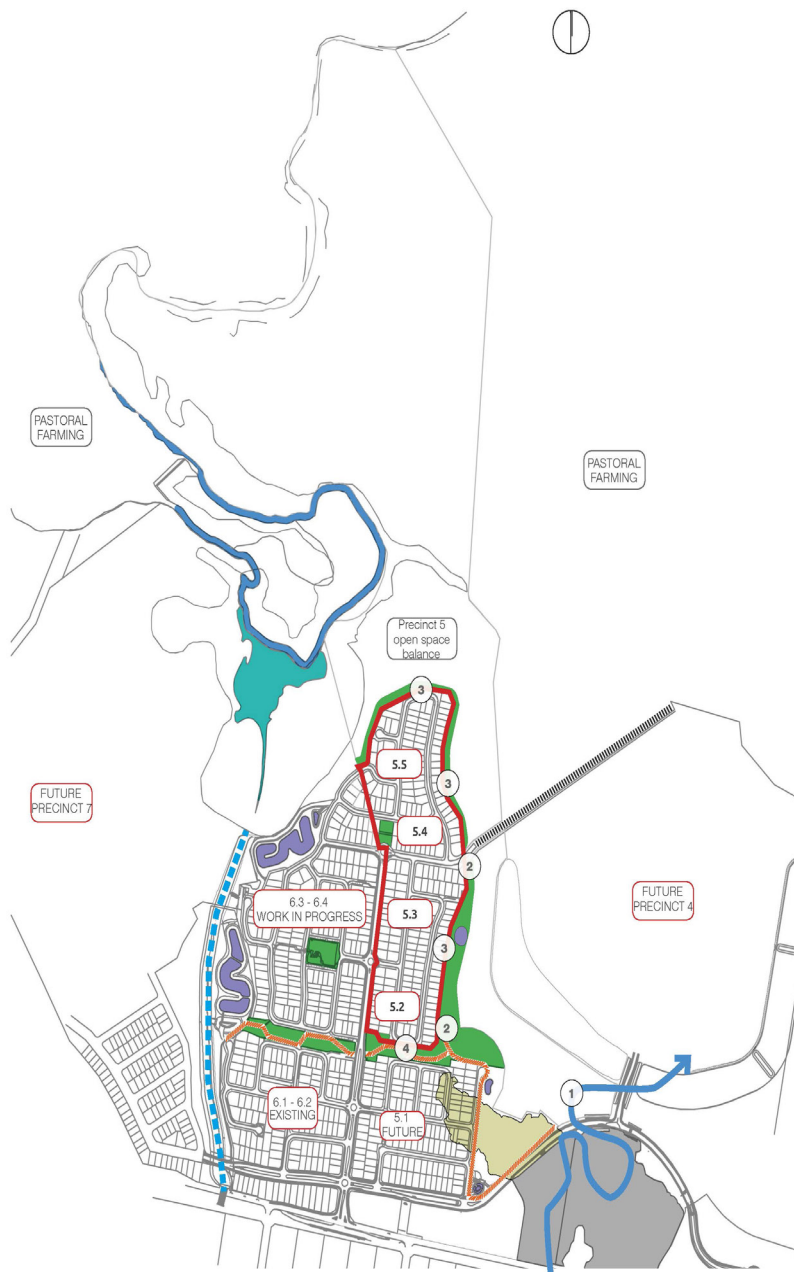 PASTORAL
FARMING
PASTORAL
FARMING
Precinct 5
open space
balance
3
5.5
3
FUTURE
PRECINCT 7
5.4
2
6.3 - 6.4
WORK IN PROGRESS
5.3
FUTURE
PRECINCT 4
3
5.2
2
4
1
6.1 - 6.2
EXISTING
5.1
FUTURE